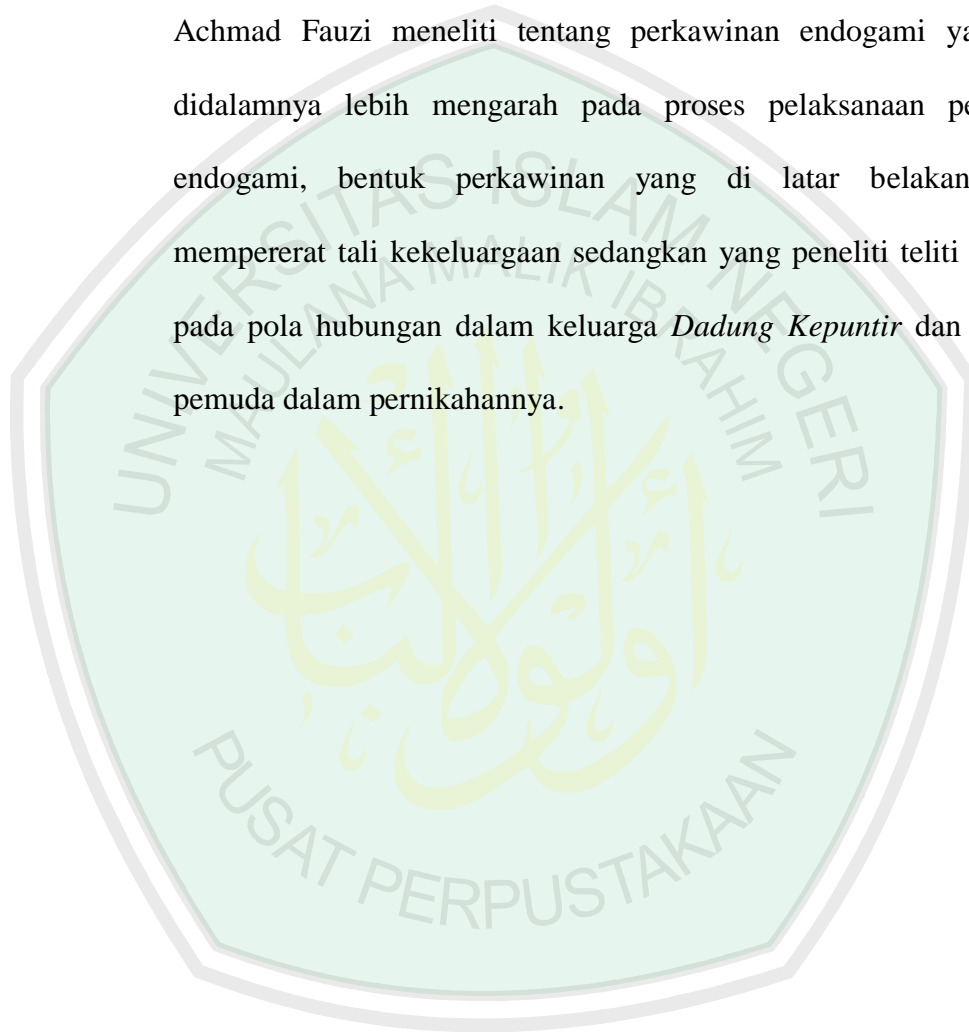 Achmad Fauzi meneliti tentang perkawinan endogami
didalamnya lebih mengarah pada proses pelaksanaan
endogami, bentuk perkawinan yang di latar
mempererat tali kekeluargaan sedangkan yang peneliti teliti
pada pola hubungan dalam keluarga Dadung Kepuntir dan
pemuda dalam pernikahannya.
UNIVERSITAS ISLAM NEGERI
MAULANA MALIK IBRAHIM
PUSAT PERPUSTAKAAN